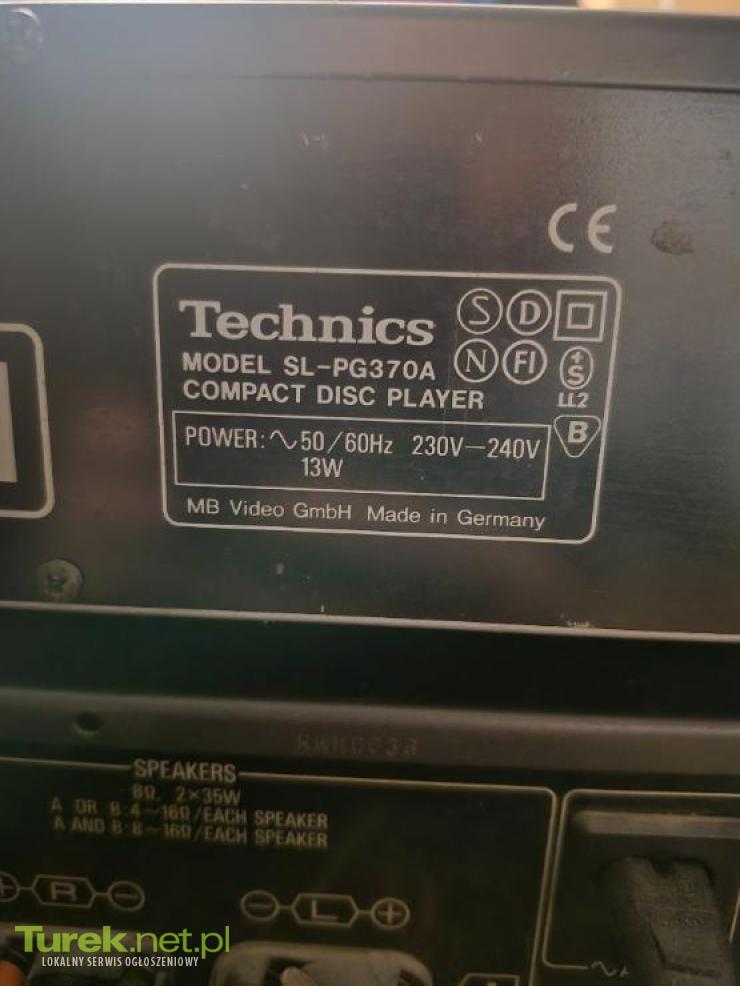 CE
Technics
S D
MODEL SL-PG370A
N FI
+S
COMPACT DISC PLAYER
LL2
B
POWER: ∿50/60Hz 230V—240V
13W
MB Video GmbH Made in Germany
SPEAKERS
8Ω, 2×35W
A OR B:4~16Ω/EACH SPEAKER
A AND B:8~16Ω/EACH SPEAKER
+ R −
− L +
Turek.net.pl
LOKALNY SERWIS OGŁOSZENIOWY